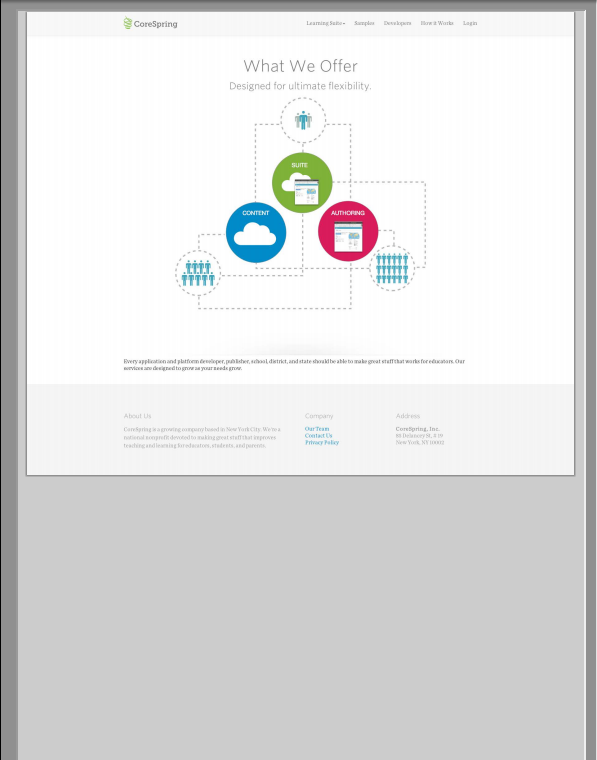 CoreSpring
Learning Suite Samples Developers How It Works Login
What We Offer
Designed for ultimate flexibility.
SUITE
CONTENT
AUTHORING
Every application and platform developer, publisher, school, district, and state should be able to make great stuff that works for educators. Our
services are designed to grow as your needs grow.
About Us
CoreSpring is a growing company based in New York City. We're a
national nonprofit devoted to making great stuff that improves
teaching and learning for educators, students, and parents.
Company
Our Team
Contact Us
Privacy Policy
Address
CoreSpring, Inc.
New York, NY 10002